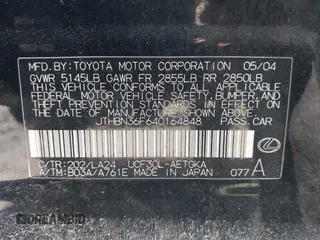 MFD.BY:TOYOTA MOTOR CORPORATION 05/04
GVWR 5145LB GAWR FR 2855LB RR 2850LB
THIS VEHICLE CONFORMS TO ALL APPLICABLE
FEDERAL MOTOR VEHICLE SAFETY,BUMPER,AND
THEFT PREVENTION STANDARDS IN EFFECT ON
THE DATE OF MANUFACTURE SHOWN ABOVE.
JTHBN36F640164848 PASS.CAR
C/TR:202/LA24 UCF30L-AETGKA
A/TM:B03A/A761E MADE IN JAPAN 077 A
DREAMBID